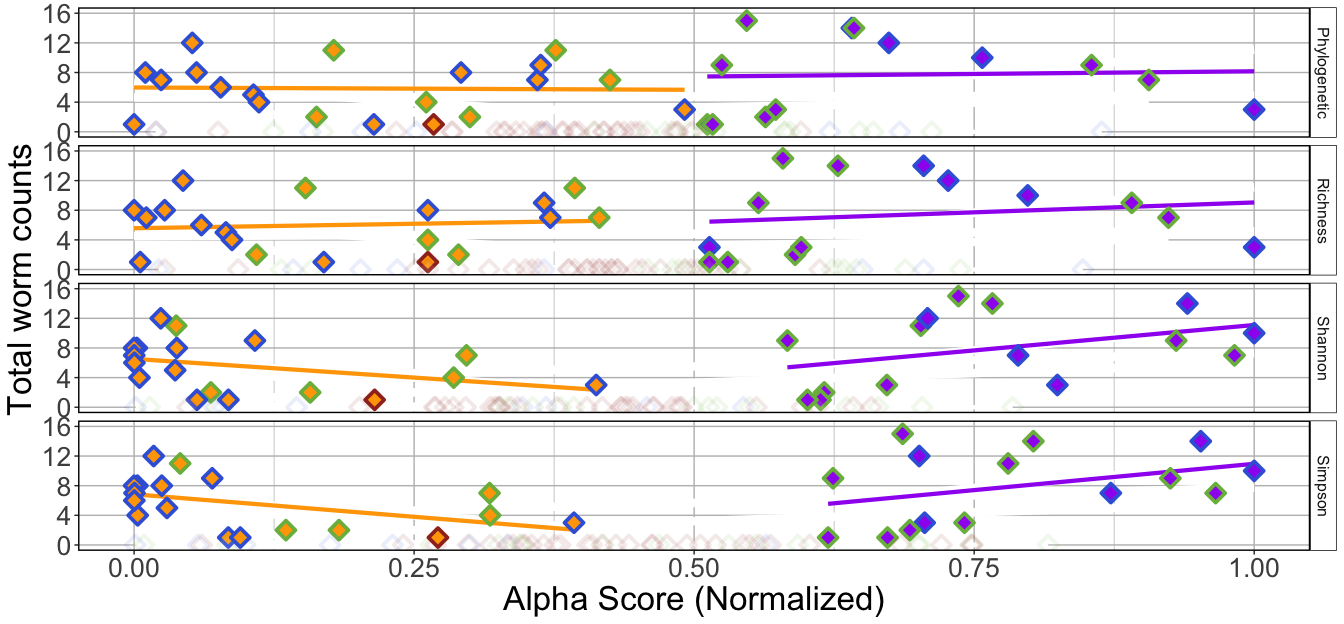 16
12
8
4
0
Phylogenetic
16
12
8
4
0
Richness
16
12
8
4
0
Shannon
16
12
8
4
0
Simpson
Total worm counts
0.00 0.25 0.50 0.75 1.00
Alpha Score (Normalized)